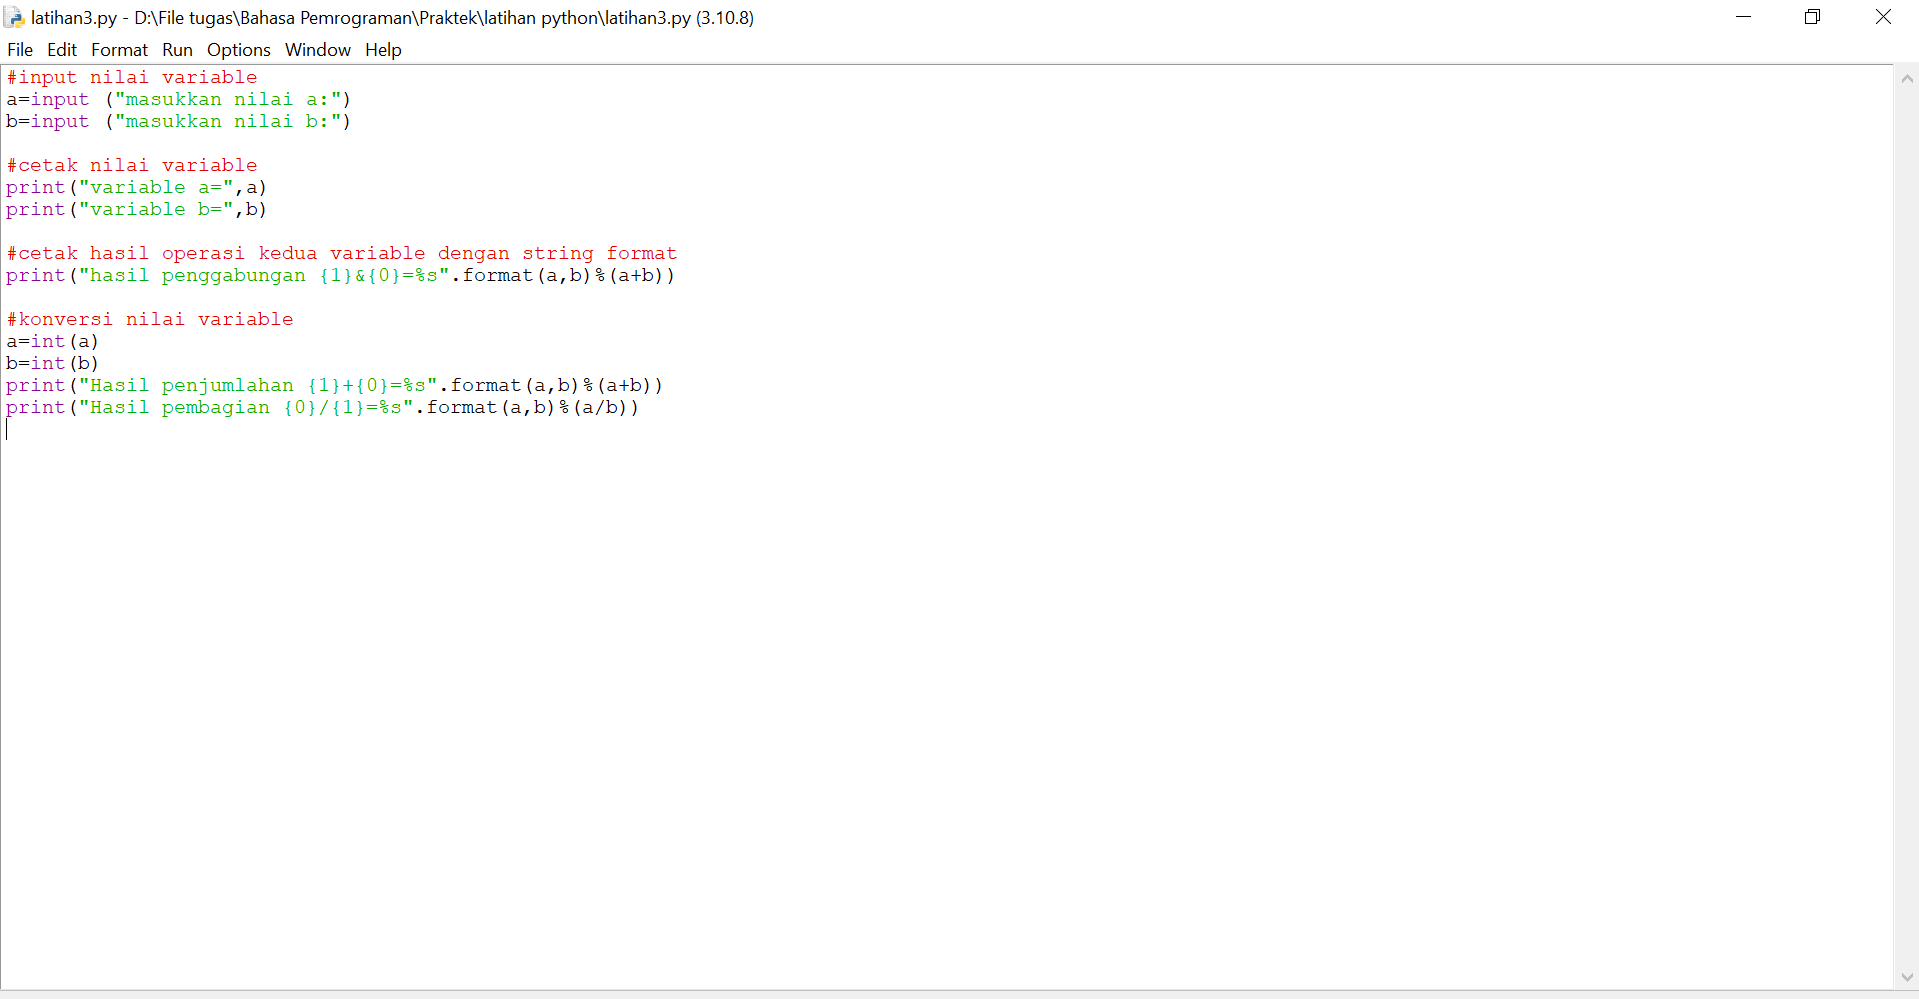 latihan3.py - D:\File tugas\Bahasa Pemrograman\Praktek\latihan python\latihan3.py (3.10.8)
File Edit Format Run Options Window Help
#input nilai variable
a=input ("masukkan nilai a:")
b=input ("masukkan nilai b:")
#cetak nilai variable
print("variable a=",a)
print("variable b=",b)
#cetak hasil operasi kedua variable dengan string format
print("hasil penggabungan {1}&{0}=%s".format(a,b)%(a+b))
#konversi nilai variable
a=int(a)
b=int(b)
print("Hasil penjumlahan {1}+{0}=%s".format(a,b)%(a+b))
print("Hasil pembagian {0}/{1}=%s".format(a,b)%(a/b))